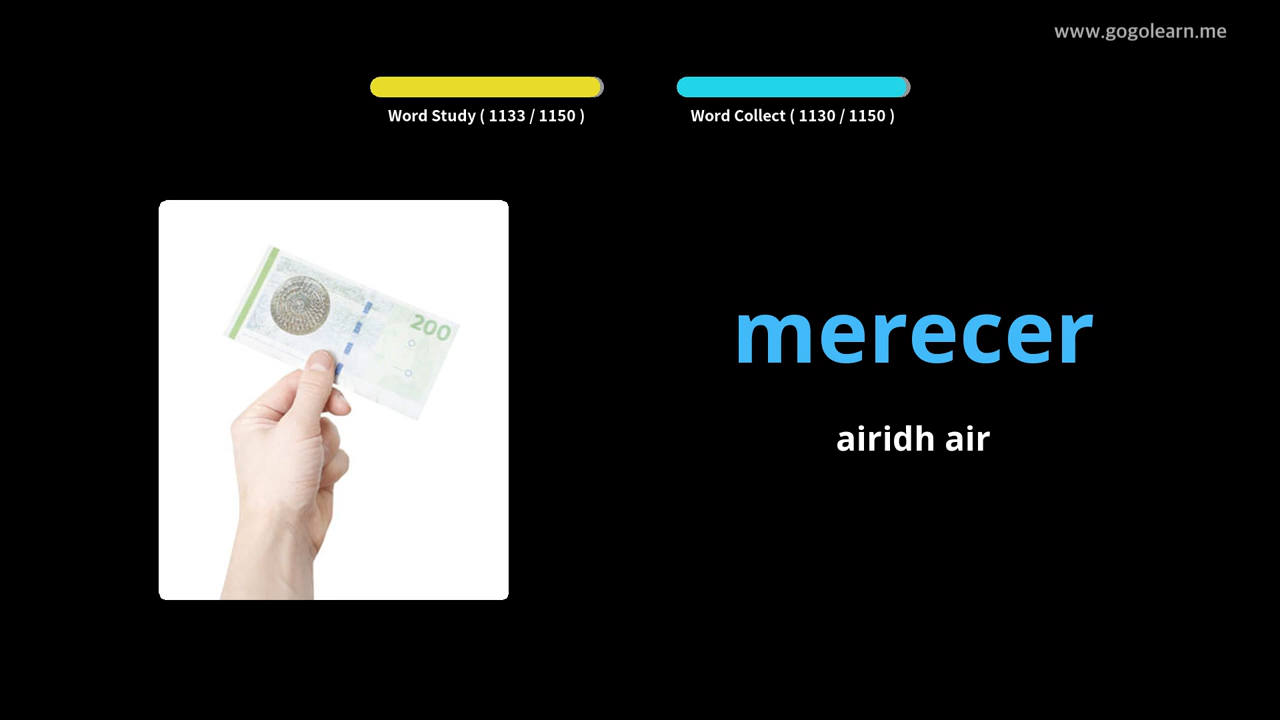 www.gogolearn.me
Word Study ( 1133 / 1150 )
Word Collect ( 1130 / 1150 )
200
merecer
airidh air